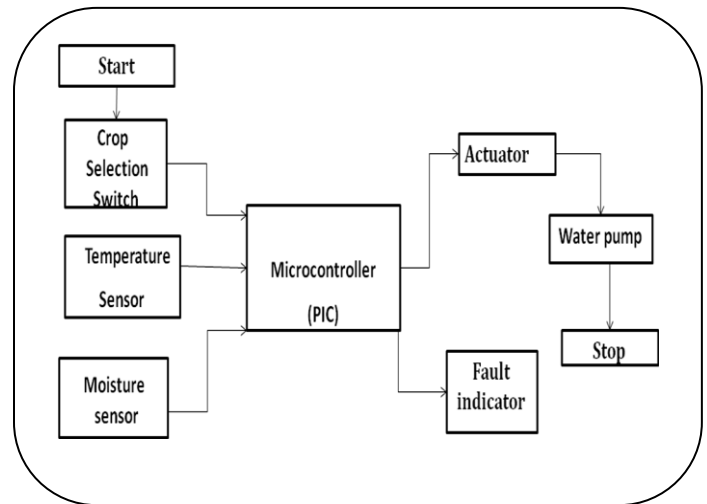 Start
Crop
Selection
Switch
Temperature
Sensor
Moisture
sensor
Microcontroller
(PIC)
Actuator
Water pump
Stop
Fault
indicator